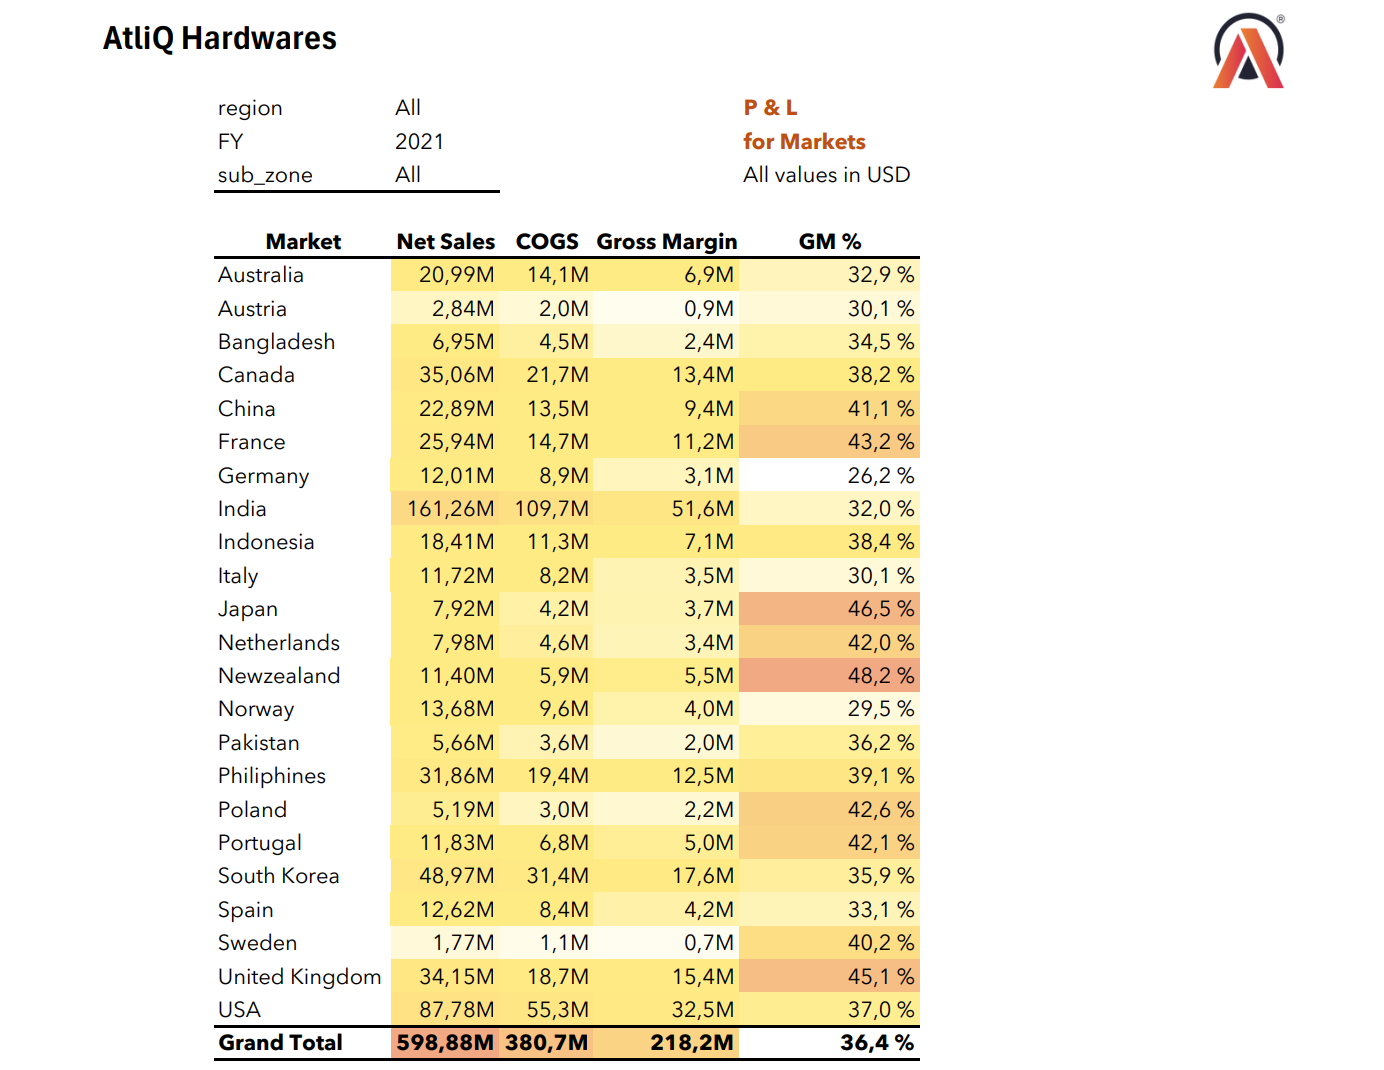 AtliQ Hardwares
®
region All P & L
FY 2021 for Markets
sub_zone All All values in USD
Market Net Sales COGS Gross Margin GM %
Australia 20,99M 14,1M 6,9M 32,9 %
Austria 2,84M 2,0M 0,9M 30,1 %
Bangladesh 6,95M 4,5M 2,4M 34,5 %
Canada 35,06M 21,7M 13,4M 38,2 %
China 22,89M 13,5M 9,4M 41,1 %
France 25,94M 14,7M 11,2M 43,2 %
Germany 12,01M 8,9M 3,1M 26,2 %
India 161,26M 109,7M 51,6M 32,0 %
Indonesia 18,41M 11,3M 7,1M 38,4 %
Italy 11,72M 8,2M 3,5M 30,1 %
Japan 7,92M 4,2M 3,7M 46,5 %
Netherlands 7,98M 4,6M 3,4M 42,0 %
Newzealand 11,40M 5,9M 5,5M 48,2 %
Norway 13,68M 9,6M 4,0M 29,5 %
Pakistan 5,66M 3,6M 2,0M 36,2 %
Philiphines 31,86M 19,4M 12,5M 39,1 %
Poland 5,19M 3,0M 2,2M 42,6 %
Portugal 11,83M 6,8M 5,0M 42,1 %
South Korea 48,97M 31,4M 17,6M 35,9 %
Spain 12,62M 8,4M 4,2M 33,1 %
Sweden 1,77M 1,1M 0,7M 40,2 %
United Kingdom 34,15M 18,7M 15,4M 45,1 %
USA 87,78M 55,3M 32,5M 37,0 %
Grand Total 598,88M 380,7M 218,2M 36,4 %